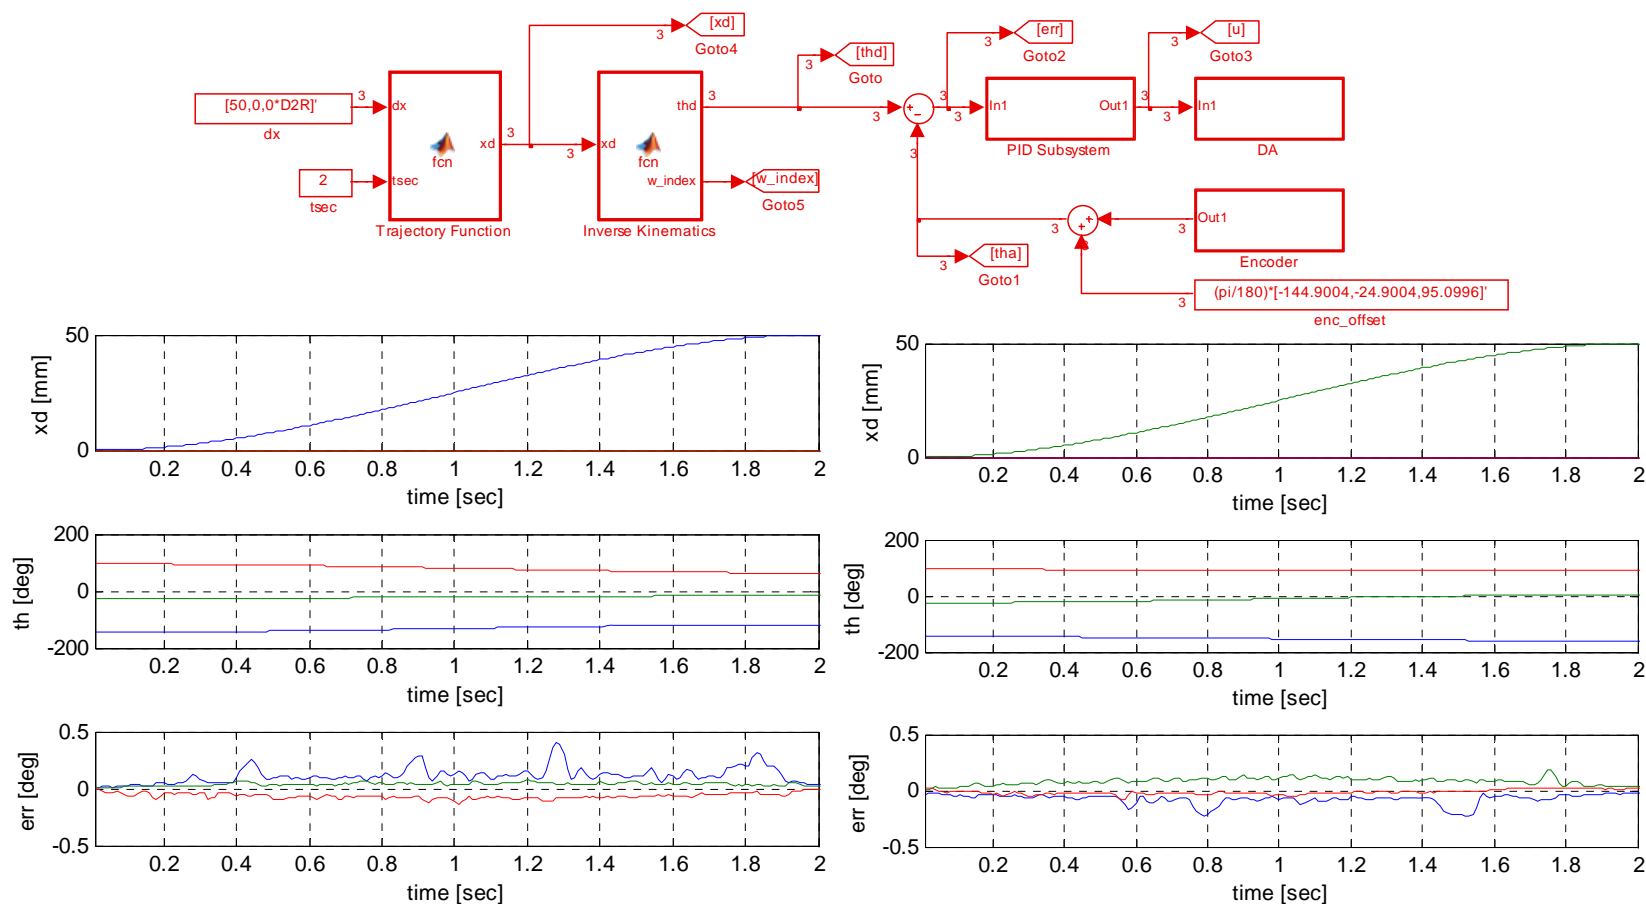 [xd]
3
Goto4
[thd]
3
Goto
[err]
3
Goto2
[u]
3
Goto3
[50,0,0*D2R]'
3
dx
dx
2
tsec
tsec
fcn
xd
3
Trajectory Function
3
xd
fcn
thd
3
w_index
Inverse Kinematics
[w_index]
3
Goto5
3
+
−
3
3
3
In1
Out1
PID Subsystem
3
3
In1
DA
3
+
+
3
3
3
Out1
Encoder
[tha]
3
Goto1
3
(pi/180)*[-144.9004,-24.9004,95.0996]'
enc_offset
xd [mm]
50
0
0.2 0.4 0.6 0.8 1 1.2 1.4 1.6 1.8 2
time [sec]
xd [mm]
50
0
0.2 0.4 0.6 0.8 1 1.2 1.4 1.6 1.8 2
time [sec]
th [deg]
200
0
-200
0.2 0.4 0.6 0.8 1 1.2 1.4 1.6 1.8 2
time [sec]
th [deg]
200
0
-200
0.2 0.4 0.6 0.8 1 1.2 1.4 1.6 1.8 2
time [sec]
err [deg]
0.5
0
-0.5
0.2 0.4 0.6 0.8 1 1.2 1.4 1.6 1.8 2
time [sec]
err [deg]
0.5
0
-0.5
0.2 0.4 0.6 0.8 1 1.2 1.4 1.6 1.8 2
time [sec]